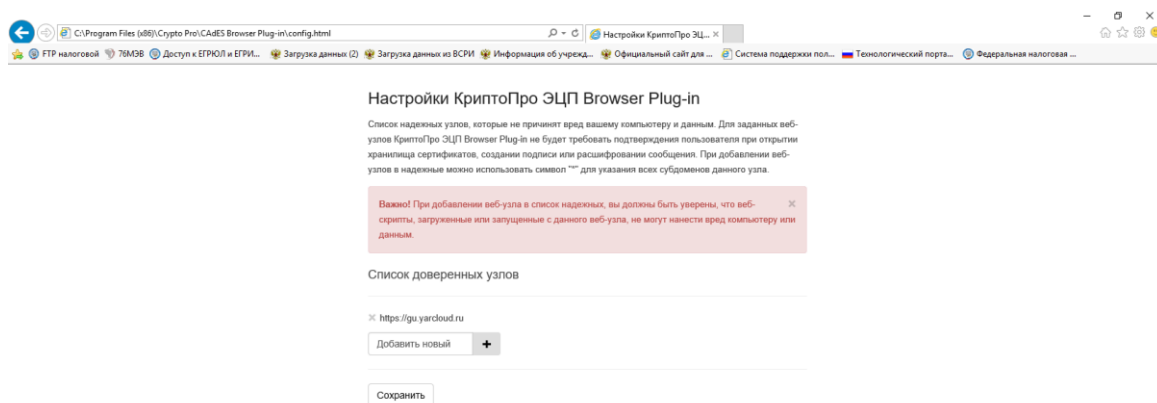 C:\Program Files (x86)\Crypto Pro\CAdES Browser Plug-in\config.html
Настройки КриптоПро ЭЦ...
FTP налоговой 76МЭВ Доступ к ЕГРЮЛ и ЕГРИ... Загрузка данных (2) Загрузка данных из ВСРИ Информация об учрежд... Официальный сайт для ... Система поддержки пол... Технологический порта... Федеральная налоговая ...
Настройки КриптоПро ЭЦП Browser Plug-in
Список надежных узлов, которые не причинят вред вашему компьютеру и данным. Для заданных веб-
узлов КриптоПро ЭЦП Browser Plug-in не будет требовать подтверждения пользователя при открытии
хранилища сертификатов, создании подписи или расшифровании сообщения. При добавлении веб-
узлов в надежные можно использовать символ "*" для указания всех субдоменов данного узла.
Важно! При добавлении веб-узла в список надежных, вы должны быть уверены, что веб-
скрипты, загруженные или запущенные с данного веб-узла, не могут нанести вред компьютеру или
данным.
Список доверенных узлов
https://gu.yarcloud.ru
Добавить новый
Сохранить